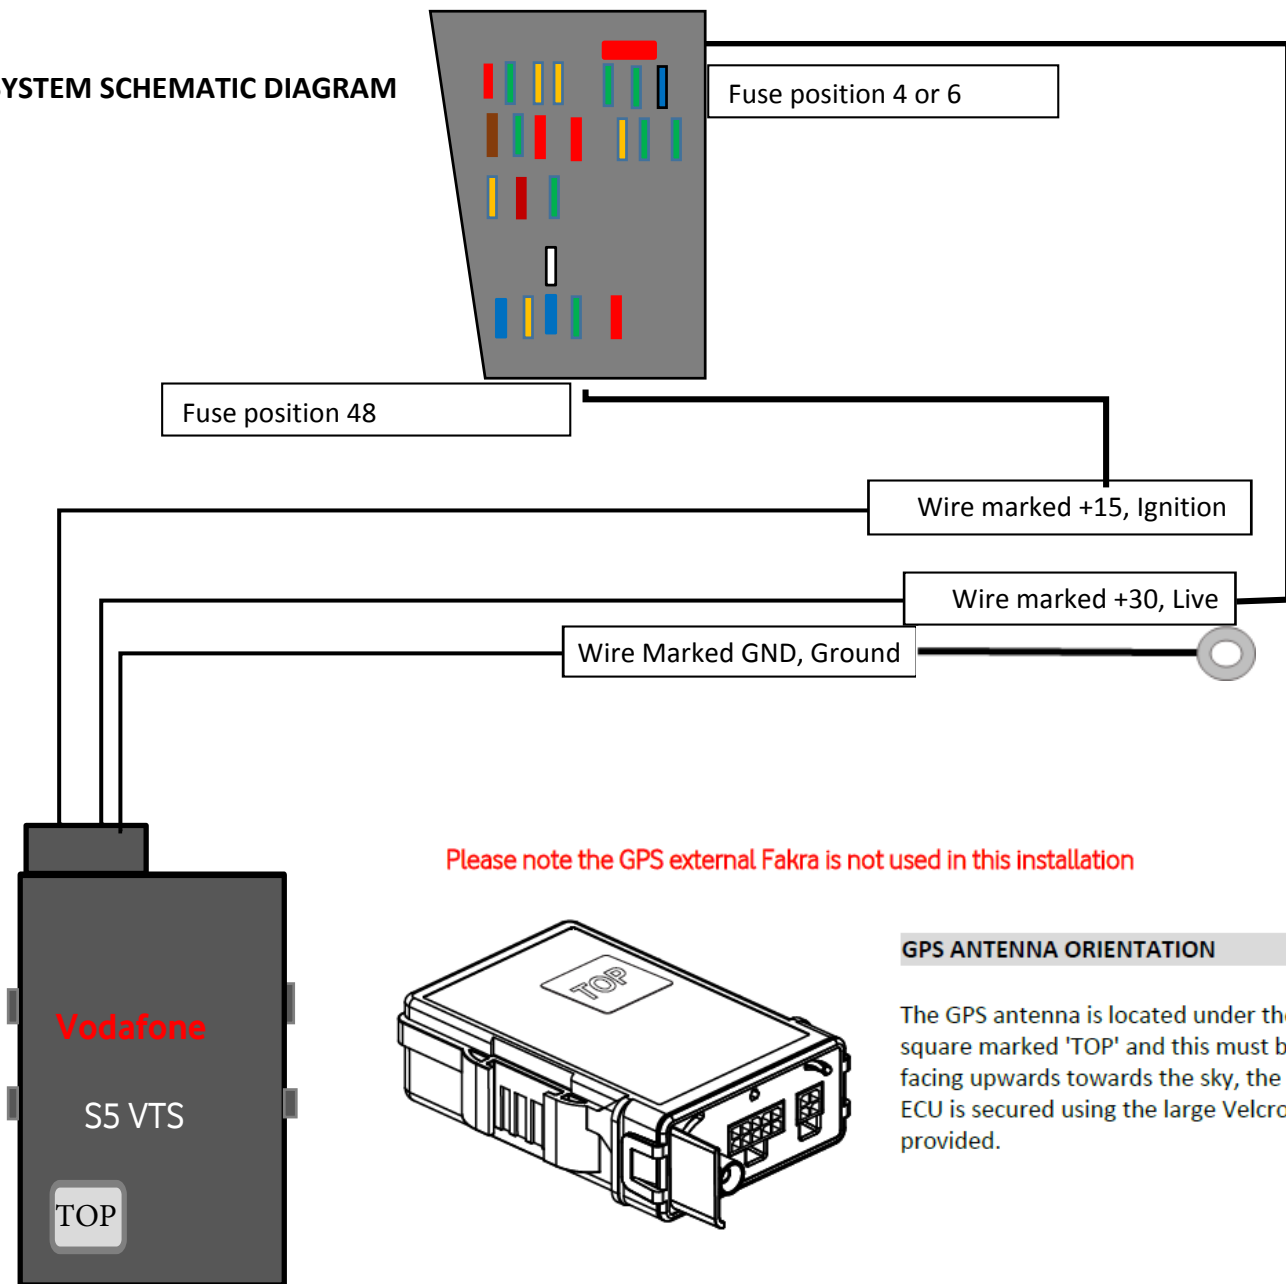 YSTEM SCHEMATIC DIAGRAM
Fuse position 4 or 6
Fuse position 48
Wire marked +15, Ignition
Wire marked +30, Live
Wire Marked GND, Ground
Please note the GPS external Fakra is not used in this installation
Vodafone
S5 VTS
TOP
TOP
GPS ANTENNA ORIENTATION
The GPS antenna is located under the
square marked 'TOP' and this must b
facing upwards towards the sky, the
ECU is secured using the large Velcro
provided.